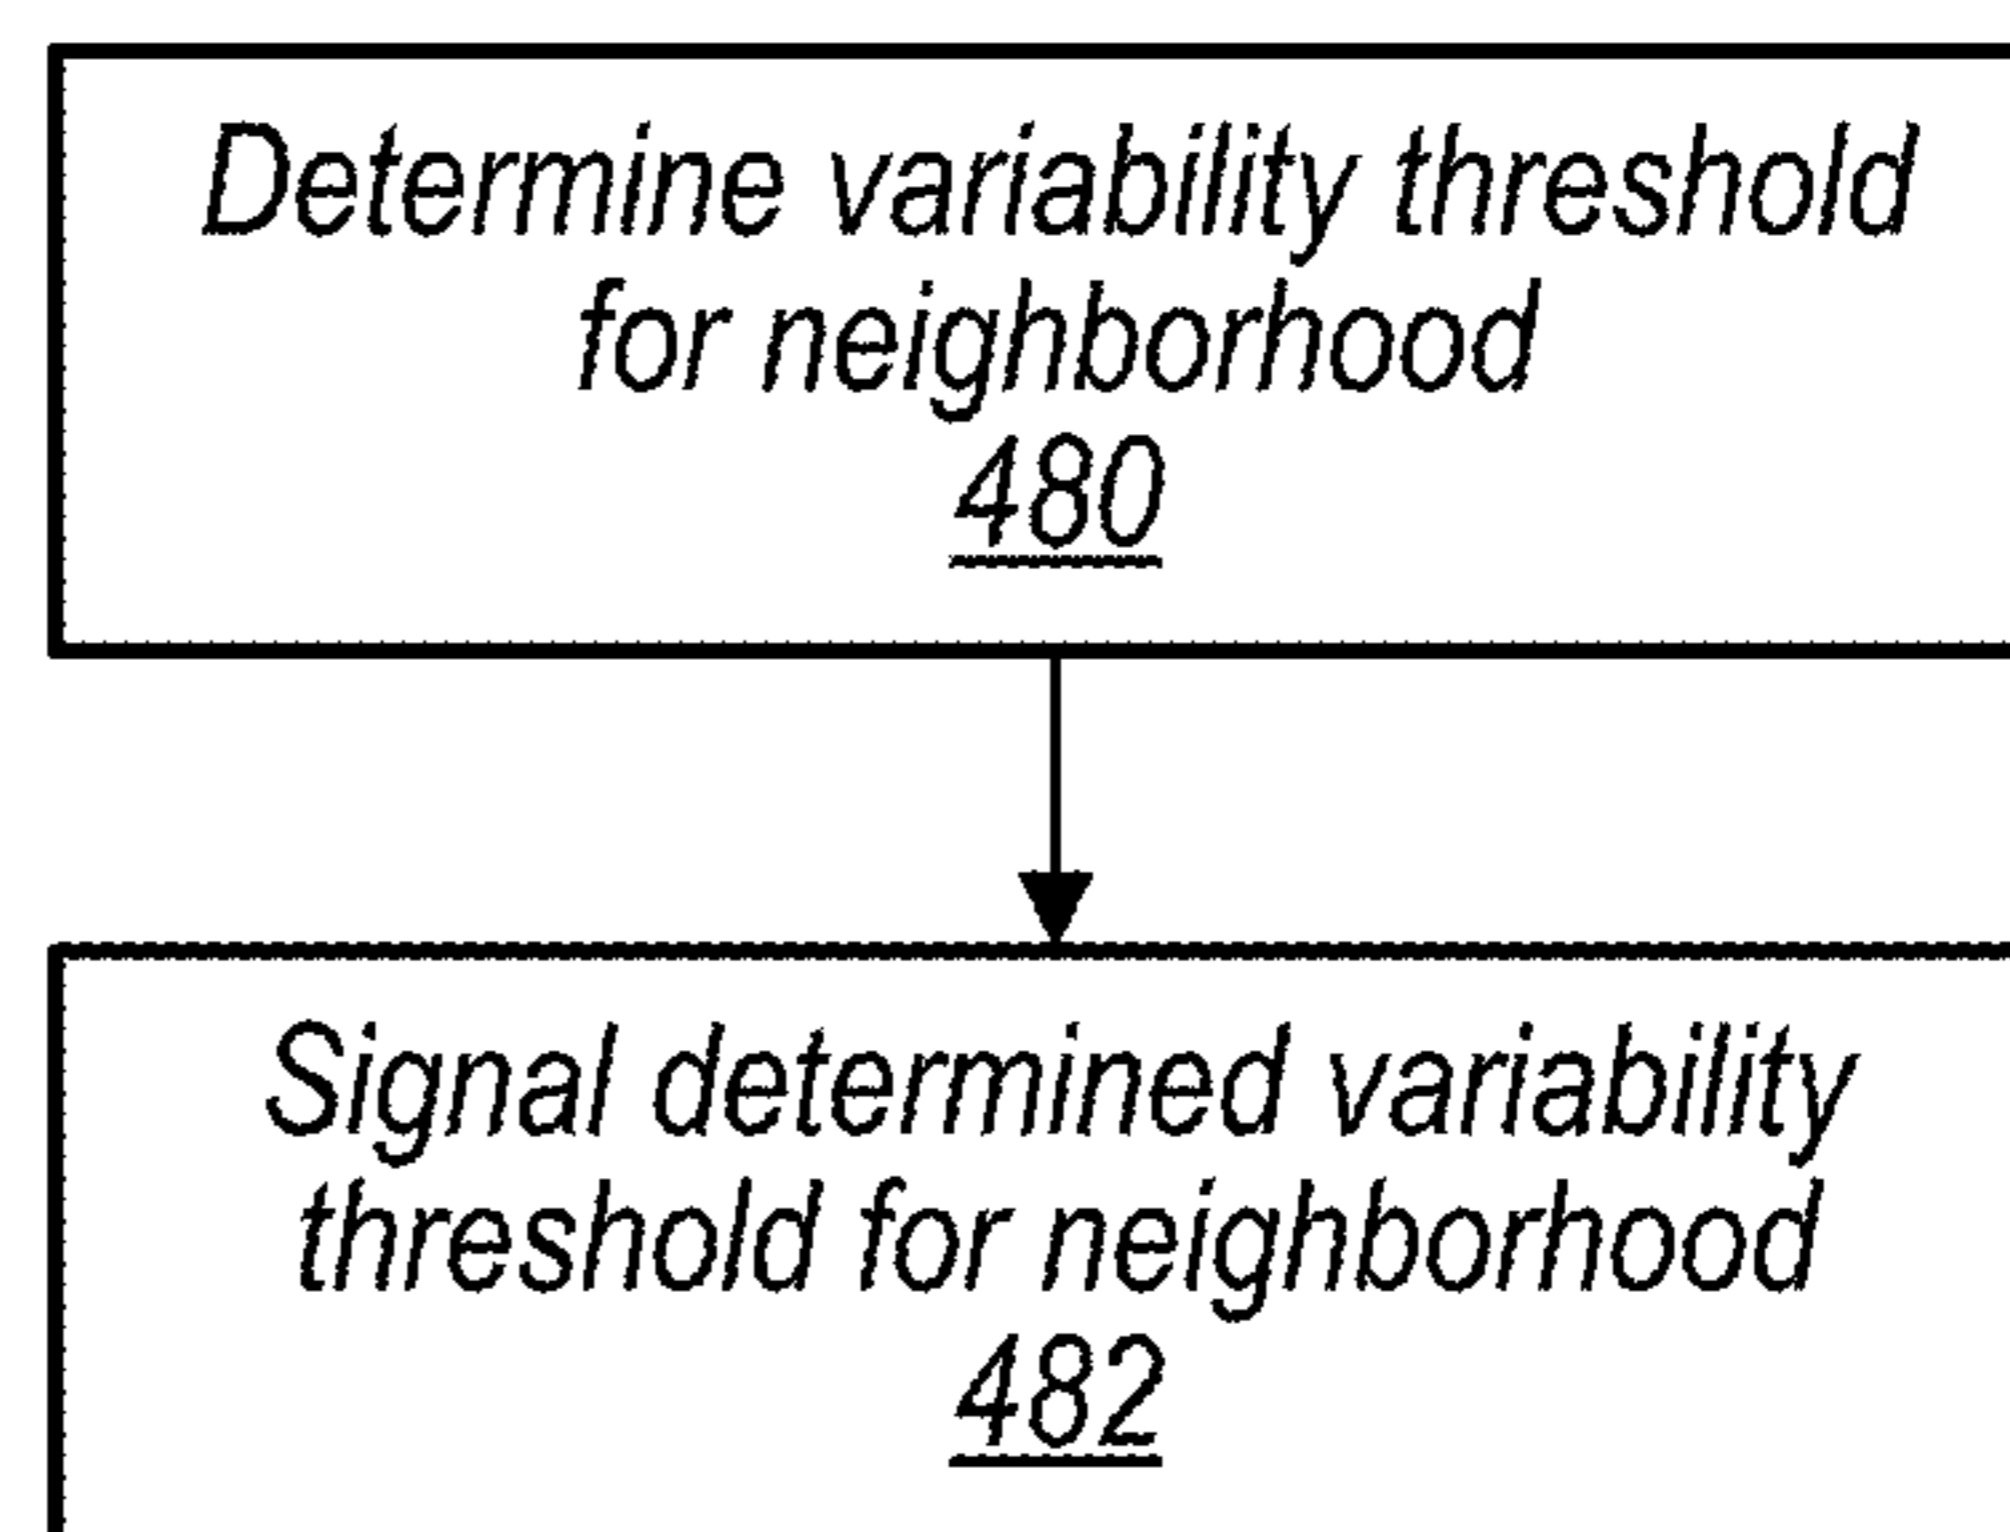 Determine variability threshold
for neighborhood
480
Signal determined variability
threshold for neighborhood
482